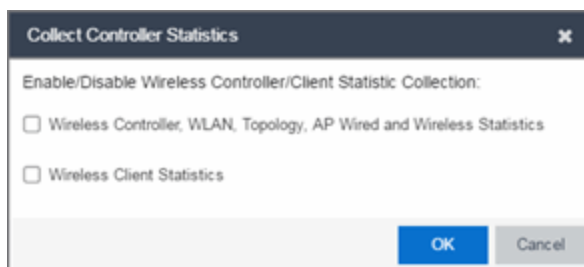 Collect Controller Statistics
Enable/Disable Wireless Controller/Client Statistic Collection:
Wireless Controller, WLAN, Topology, AP Wired and Wireless Statistics
Wireless Client Statistics
OK Cancel